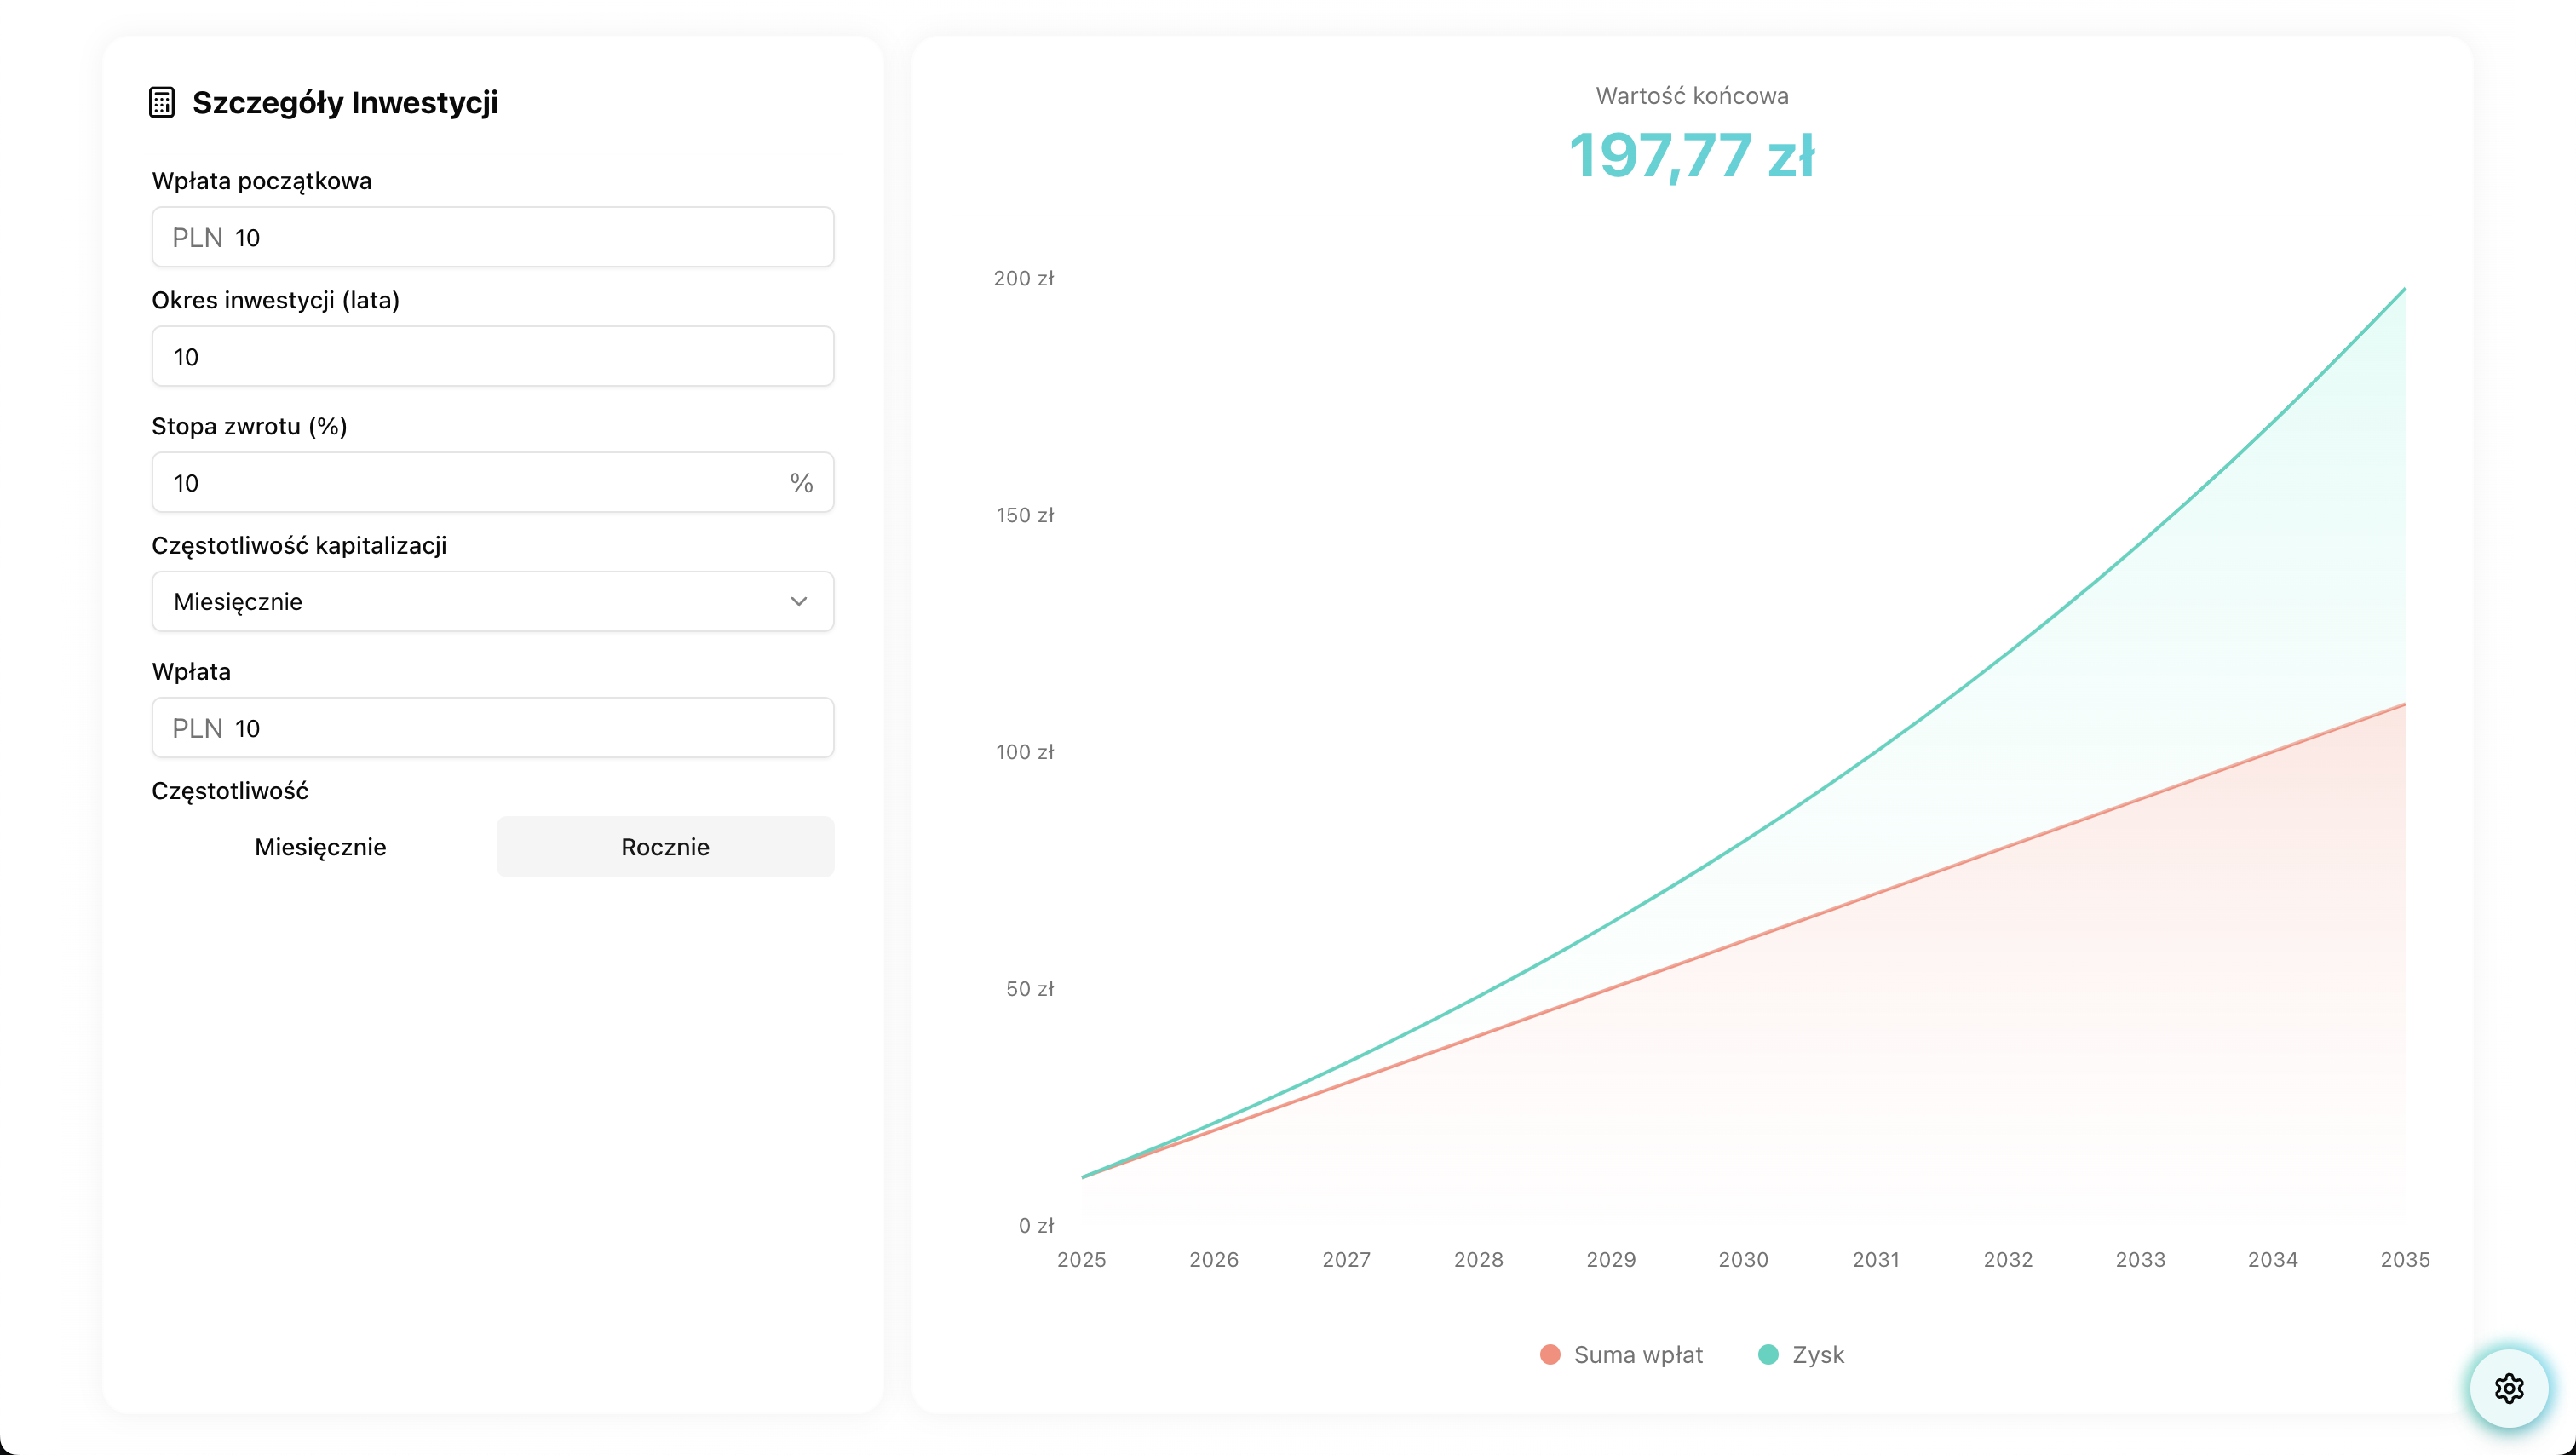 Szczegóły Inwestycji
Wpłata początkowa
PLN 10
Okres inwestycji (lata)
10
Stopa zwrotu (%)
10 %
Częstotliwość kapitalizacji
Miesięcznie
Wpłata
PLN 10
Częstotliwość
Miesięcznie Rocznie
Wartość końcowa
197,77 zł
200 zł
150 zł
100 zł
50 zł
0 zł
2025 2026 2027 2028 2029 2030 2031 2032 2033 2034 2035
Suma wpłat Zysk